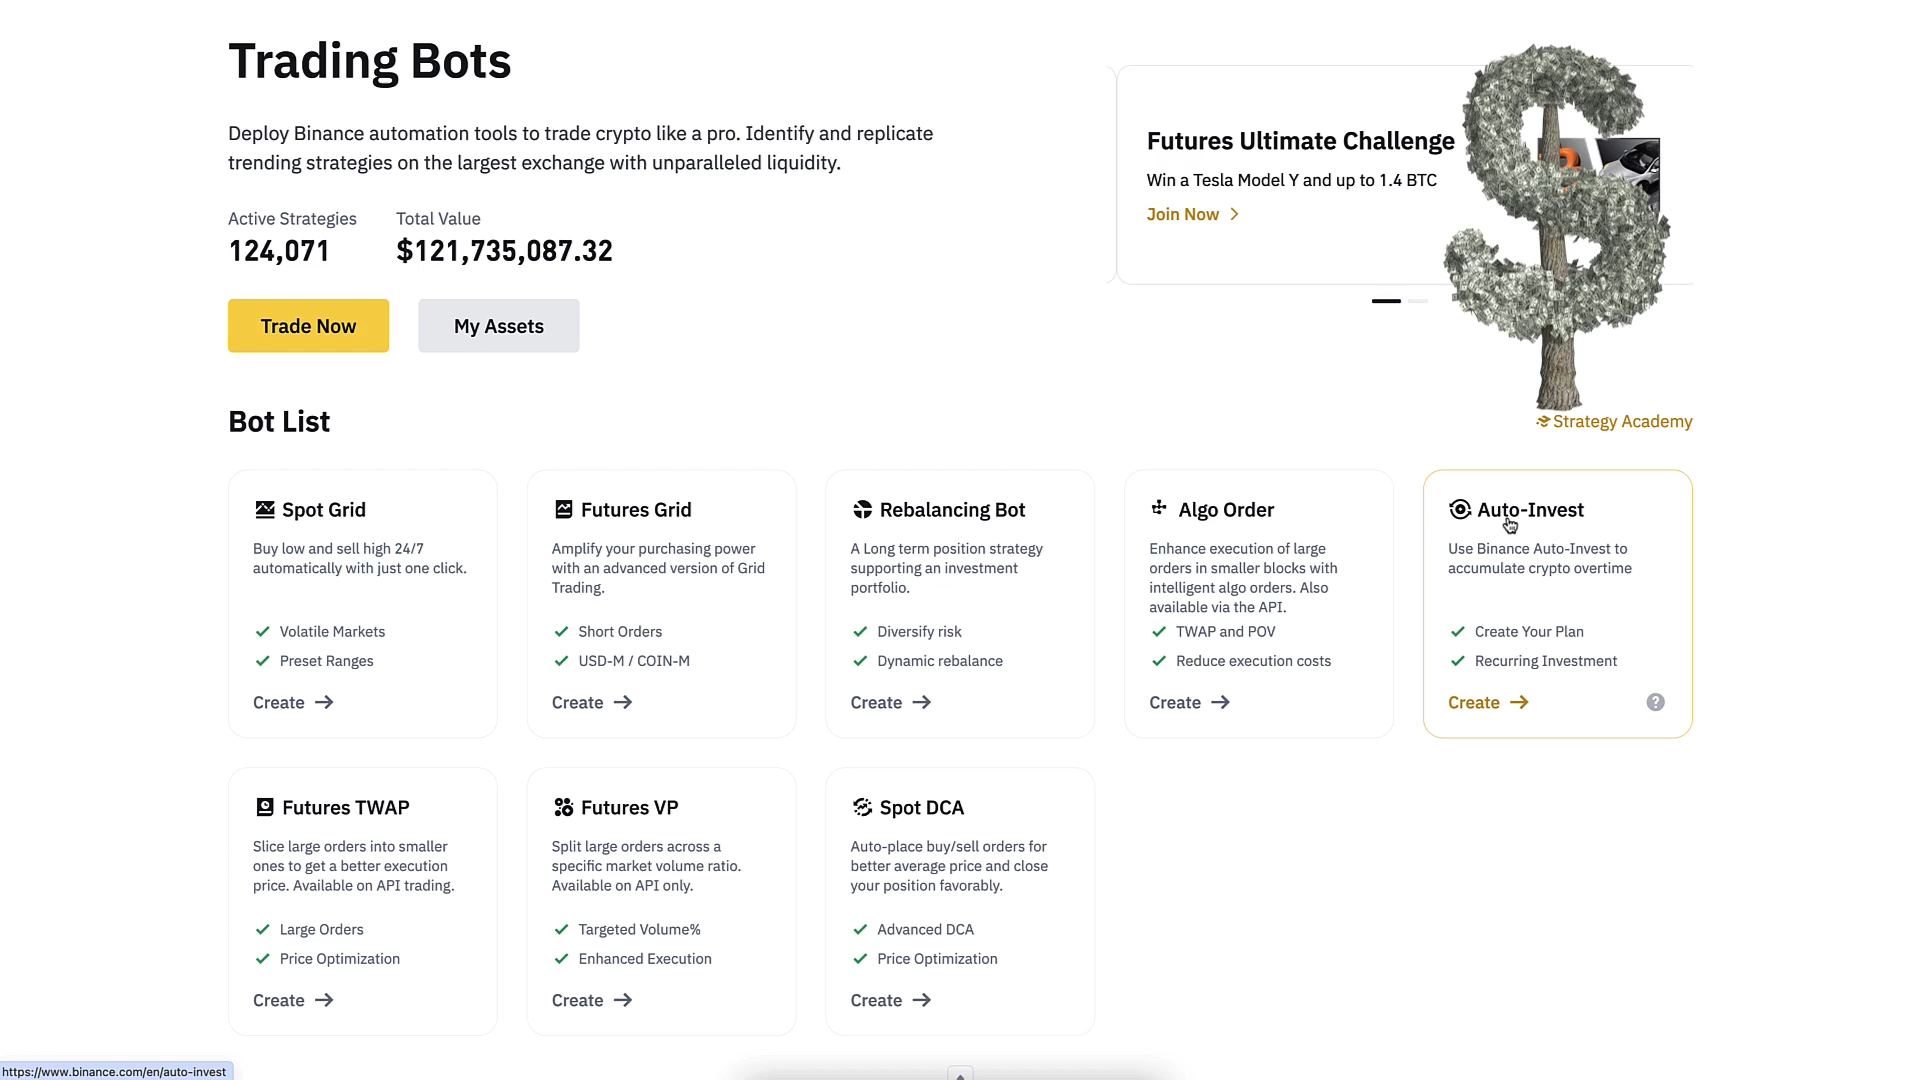 Trading Bots
Deploy Binance automation tools to trade crypto like a pro. Identify and replicate
trending strategies on the largest exchange with unparalleled liquidity.
Active Strategies
124,071
Total Value
$121,735,087.32
Trade Now
My Assets
Futures Ultimate Challenge
Win a Tesla Model Y and up to 1.4 BTC
Join Now
Bot List
Strategy Academy
Spot Grid
Buy low and sell high 24/7
automatically with just one click.
Volatile Markets
Preset Ranges
Create
Futures Grid
Amplify your purchasing power
with an advanced version of Grid
Trading.
Short Orders
USD-M / COIN-M
Create
Rebalancing Bot
A Long term position strategy
supporting an investment
portfolio.
Diversify risk
Dynamic rebalance
Create
Algo Order
Enhance execution of large
orders in smaller blocks with
intelligent algo orders. Also
available via the API.
TWAP and POV
Reduce execution costs
Create
Auto-Invest
Use Binance Auto-Invest to
accumulate crypto overtime
Create Your Plan
Recurring Investment
Create
?
Futures TWAP
Slice large orders into smaller
ones to get a better execution
price. Available on API trading.
Large Orders
Price Optimization
Create
Futures VP
Split large orders across a
specific market volume ratio.
Available on API only.
Targeted Volume%
Enhanced Execution
Create
Spot DCA
Auto-place buy/sell orders for
better average price and close
your position favorably.
Advanced DCA
Price Optimization
Create
https://www.binance.com/en/auto-invest